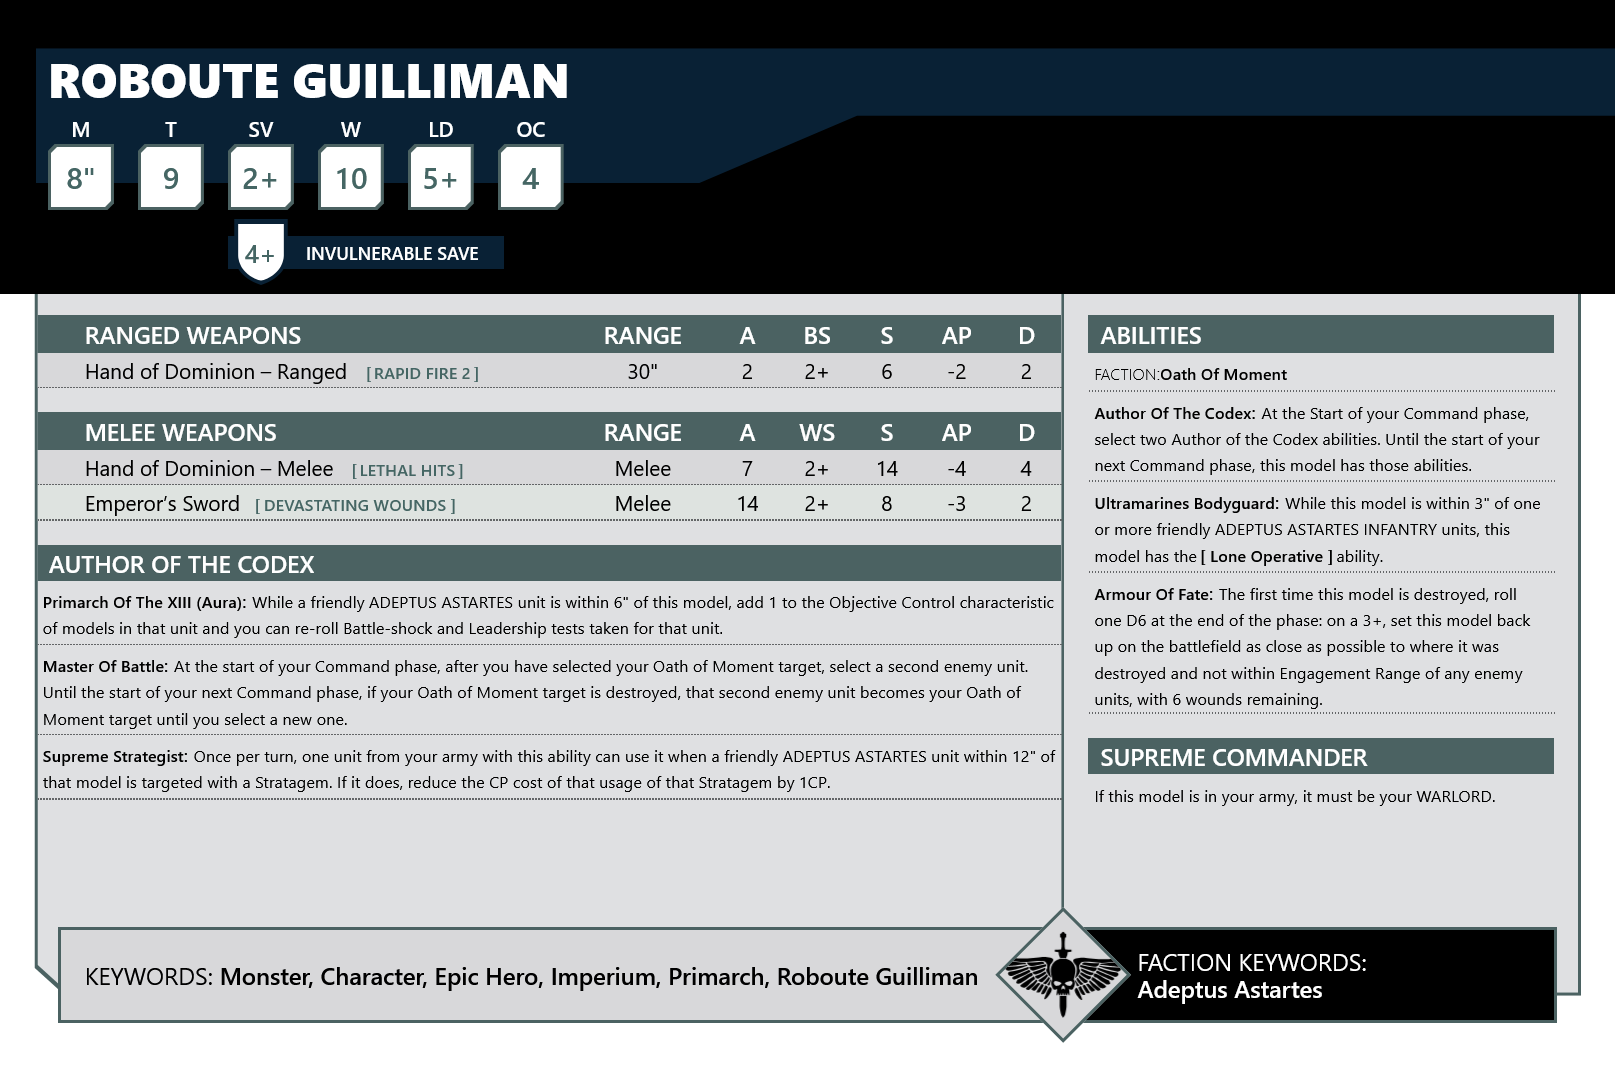 ROBOUTE GUILLIMAN
M T SV W LD OC
8" 9 2+ 10 5+ 4
4+ INVULNERABLE SAVE
RANGED WEAPONS RANGE A BS S AP D
Hand of Dominion – Ranged [ RAPID FIRE 2 ] 30" 2 2+ 6 -2 2
MELEE WEAPONS RANGE A WS S AP D
Hand of Dominion – Melee [ LETHAL HITS ] Melee 7 2+ 14 -4 4
Emperor’s Sword [ DEVASTATING WOUNDS ] Melee 14 2+ 8 -3 2
AUTHOR OF THE CODEX
Primarch Of The XIII (Aura): While a friendly ADEPTUS ASTARTES unit is within 6" of this model, add 1 to the Objective Control characteristic
of models in that unit and you can re-roll Battle-shock and Leadership tests taken for that unit.
Master Of Battle: At the start of your Command phase, after you have selected your Oath of Moment target, select a second enemy unit.
Until the start of your next Command phase, if your Oath of Moment target is destroyed, that second enemy unit becomes your Oath of
Moment target until you select a new one.
Supreme Strategist: Once per turn, one unit from your army with this ability can use it when a friendly ADEPTUS ASTARTES unit within 12" of
that model is targeted with a Stratagem. If it does, reduce the CP cost of that usage of that Stratagem by 1CP.
ABILITIES
FACTION:Oath Of Moment
Author Of The Codex: At the Start of your Command phase,
select two Author of the Codex abilities. Until the start of your
next Command phase, this model has those abilities.
Ultramarines Bodyguard: While this model is within 3" of one
or more friendly ADEPTUS ASTARTES INFANTRY units, this
model has the [ Lone Operative ] ability.
Armour Of Fate: The first time this model is destroyed, roll
one D6 at the end of the phase: on a 3+, set this model back
up on the battlefield as close as possible to where it was
destroyed and not within Engagement Range of any enemy
units, with 6 wounds remaining.
SUPREME COMMANDER
If this model is in your army, it must be your WARLORD.
KEYWORDS: Monster, Character, Epic Hero, Imperium, Primarch, Roboute Guilliman
FACTION KEYWORDS:
Adeptus Astartes